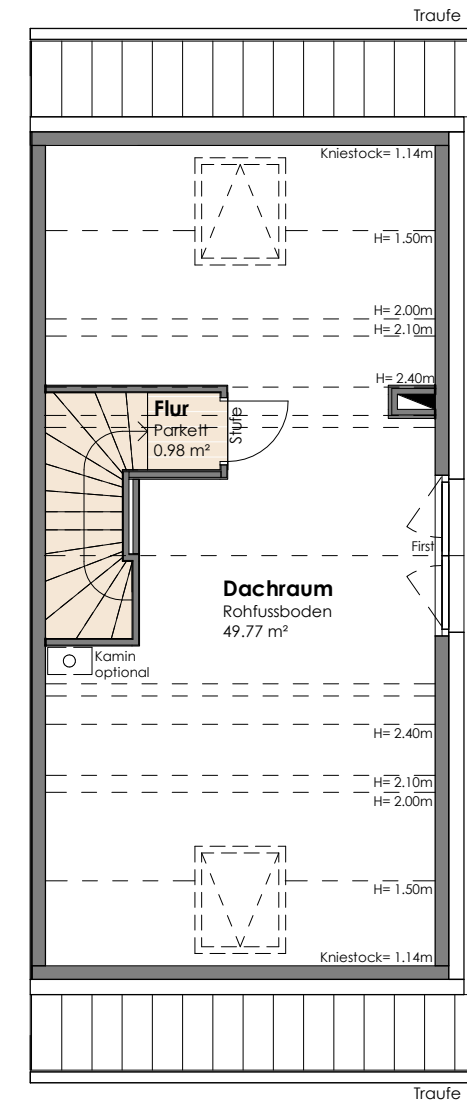 Traufe
Kniestock= 1.14m
H= 1.50m
H= 2.00m
H= 2.10m
H= 2.40m
Flur
Parkett
0.98 m²
Stufe
First
Dachraum
Rohfussboden
49.77 m²
Kamin
optional
H= 2.40m
H= 2.10m
H= 2.00m
H= 1.50m
Kniestock= 1.14m
Traufe